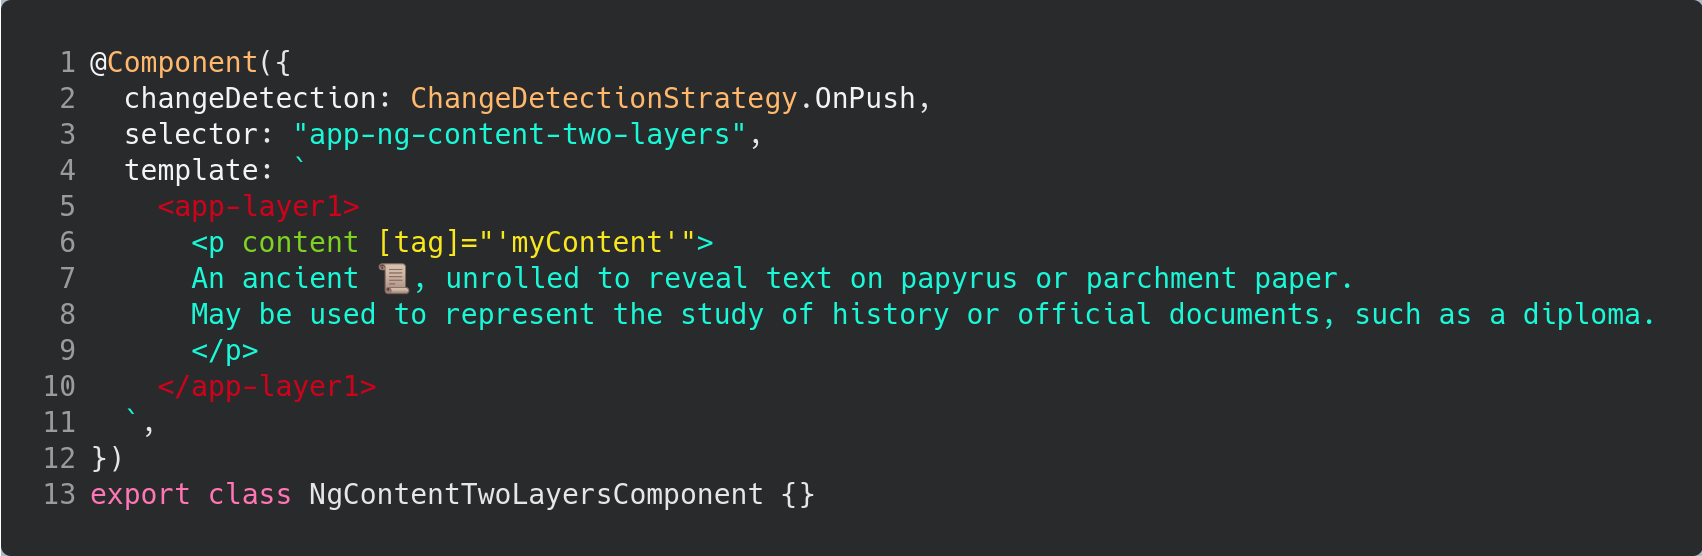 1 @Component({
2   changeDetection: ChangeDetectionStrategy.OnPush,
3   selector: "app-ng-content-two-layers",
4   template: `
5     <app-layer1>
6       <p content [tag]="'myContent'">
7       An ancient 📜, unrolled to reveal text on papyrus or parchment paper.
8       May be used to represent the study of history or official documents, such as a diploma.
9       </p>
10     </app-layer1>
11   `,
12 })
13 export class NgContentTwoLayersComponent {}